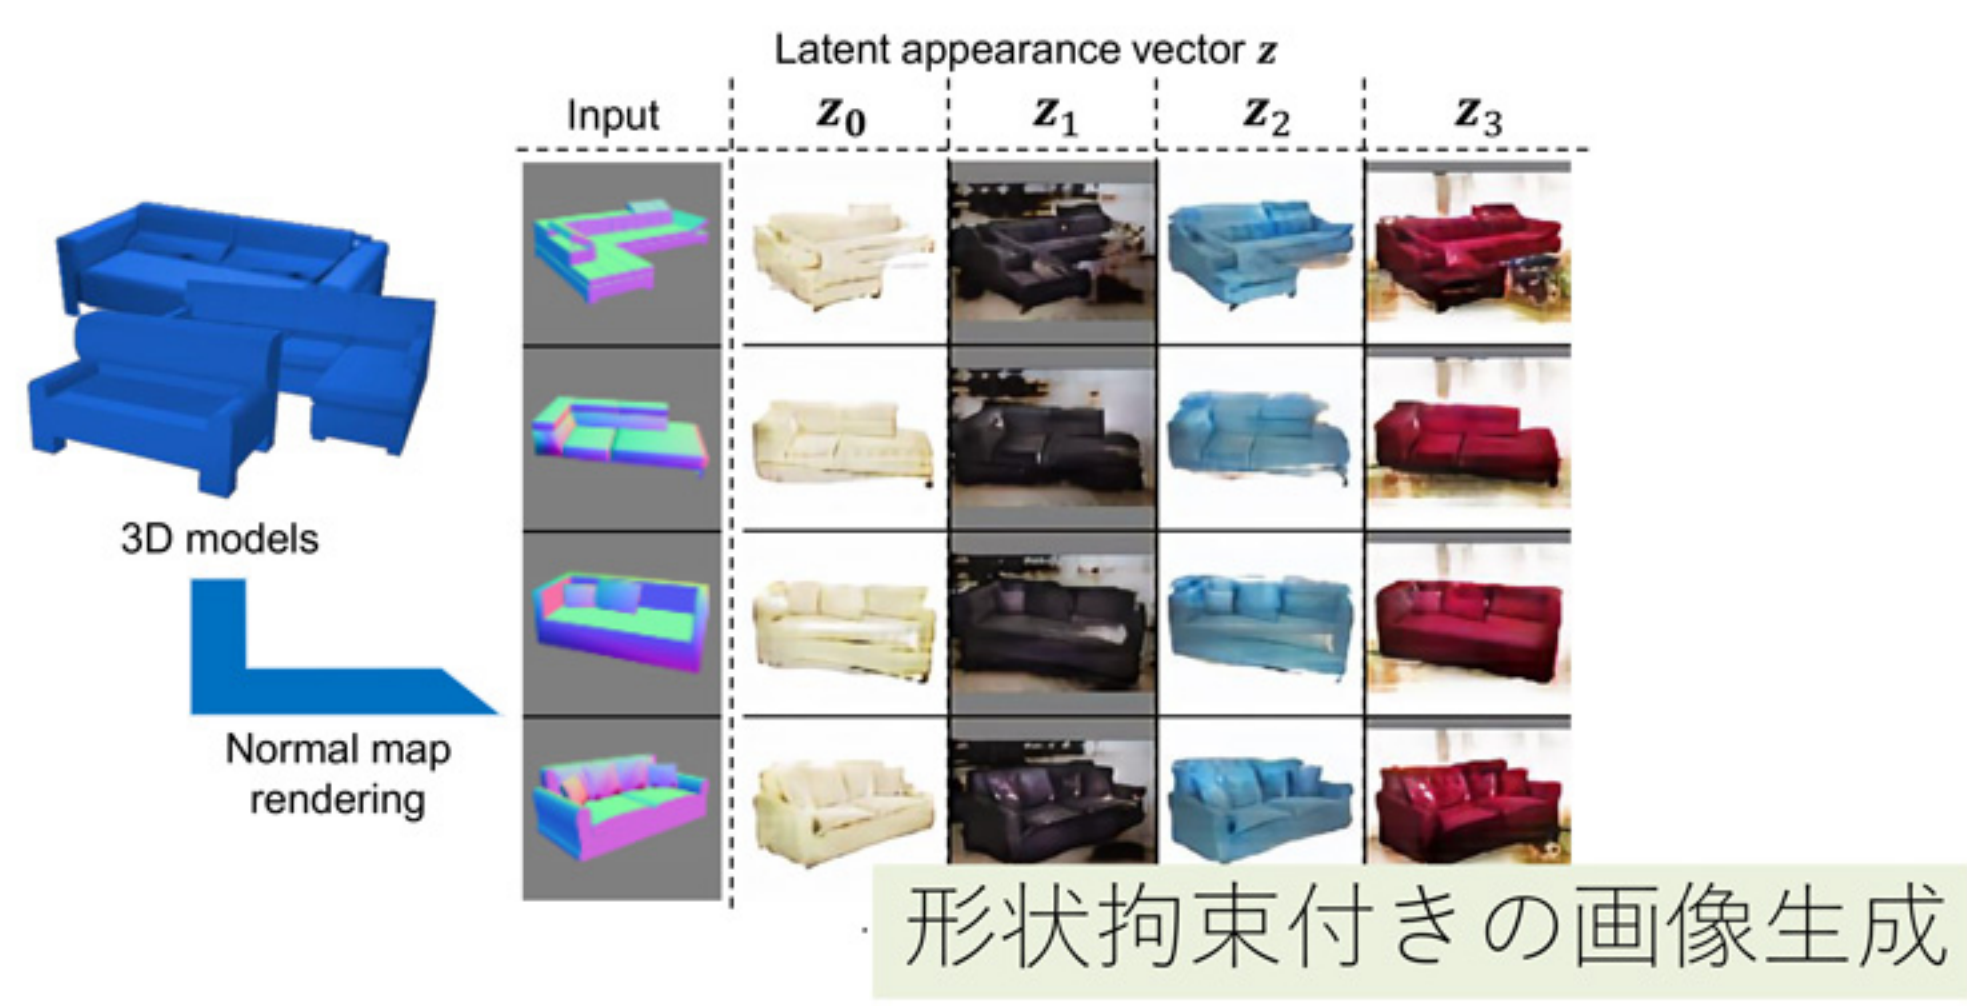 Latent appearance vector z
Input
z₀
z₁
z₂
z₃
3D models
Normal map
rendering
形状拘束付きの画像生成